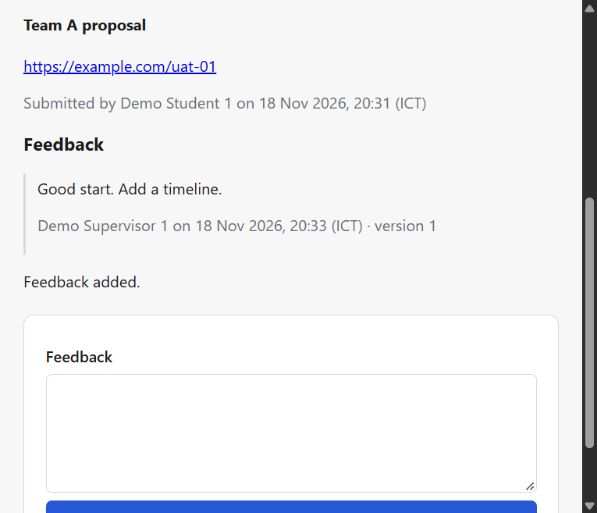 Team A proposal
https://example.com/uat-01
Submitted by Demo Student 1 on 18 Nov 2026, 20:31 (ICT)
Feedback
Good start. Add a timeline.
Demo Supervisor 1 on 18 Nov 2026, 20:33 (ICT) · version 1
Feedback added.
Feedback